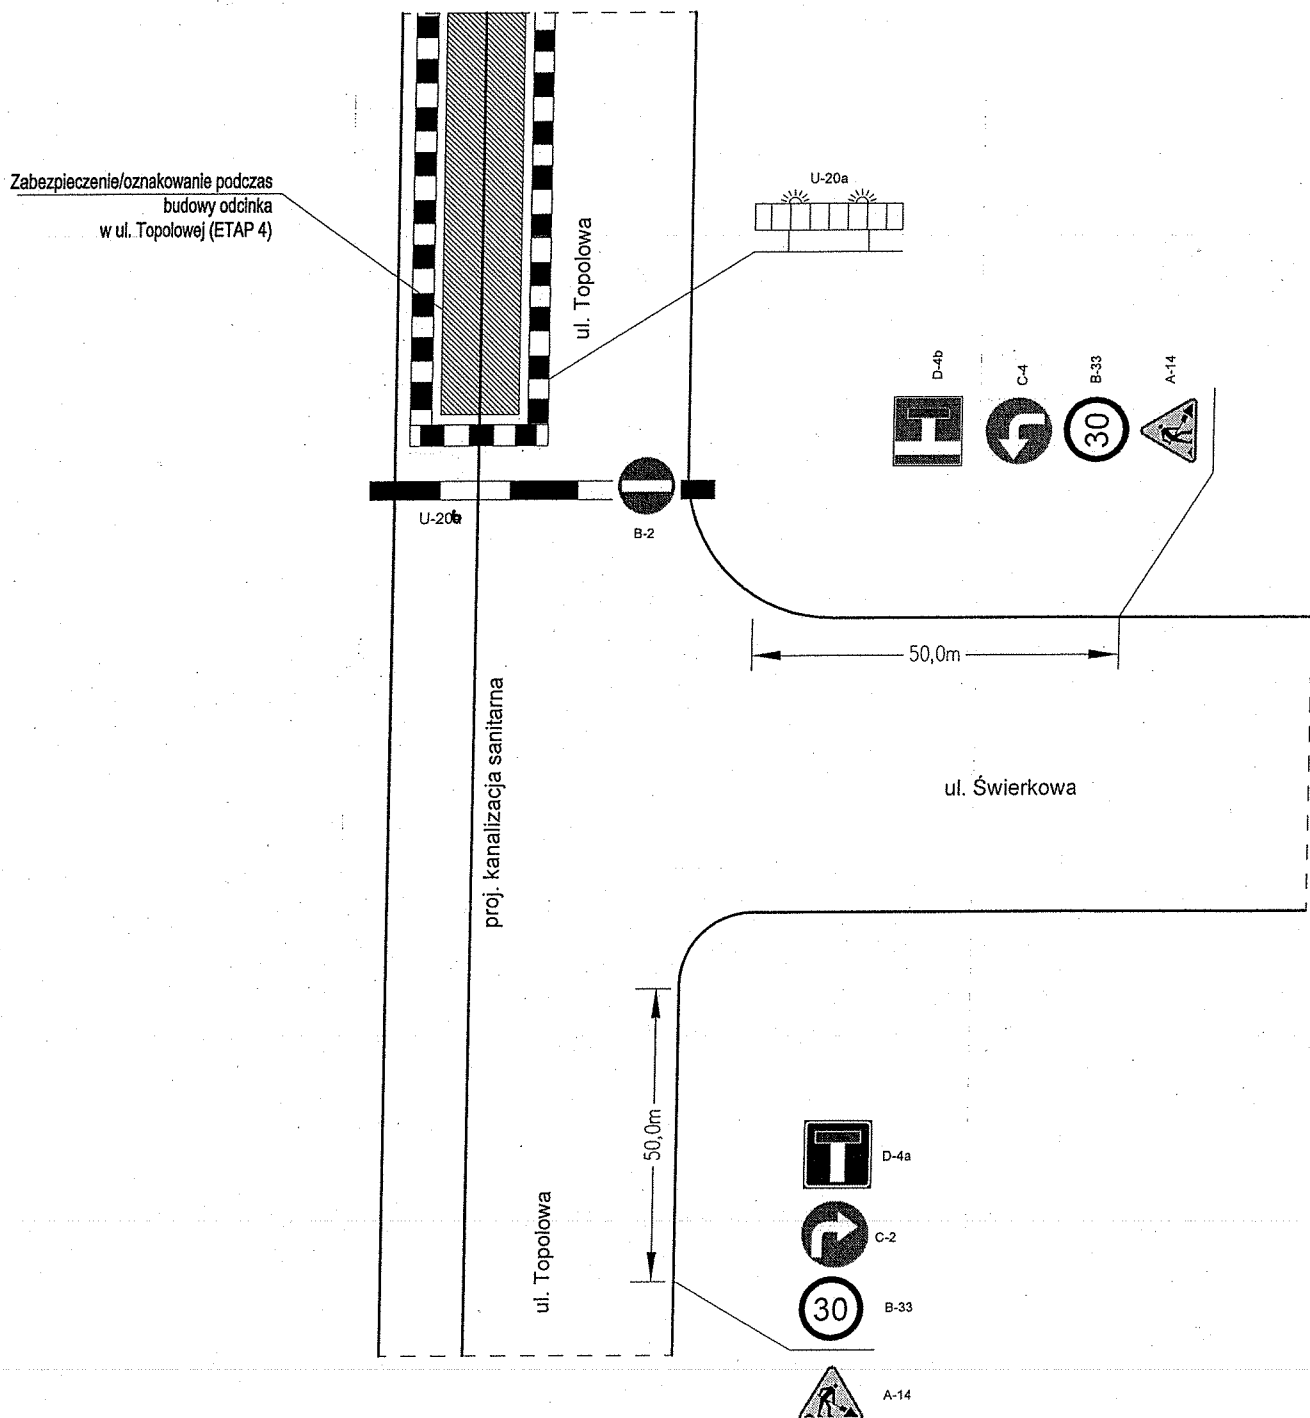 Zabezpieczenie/oznakowanie podczas
budowy odcinka
w ul. Topolowej (ETAP 4)
ul. Topolowa
U-20a
D-4b
C-4
B-33
A-14
30
U-20b
B-2
50,0m
proj. kanalizacja sanitarna
ul. Świerkowa
50,0m
ul. Topolowa
D-4a
C-2
30
B-33
A-14